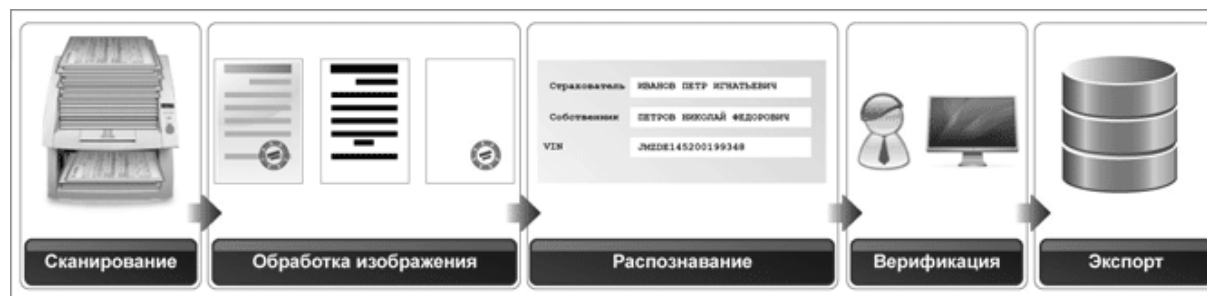 Страхователь ИВАНОВ ПЕТР ИГНАТЬЕВИЧ
Собственник ПЕТРОВ НИКОЛАЙ ФЕДОРОВИЧ
VIN JMZDE145200199348
Сканирование
Обработка изображения
Распознавание
Верификация
Экспорт